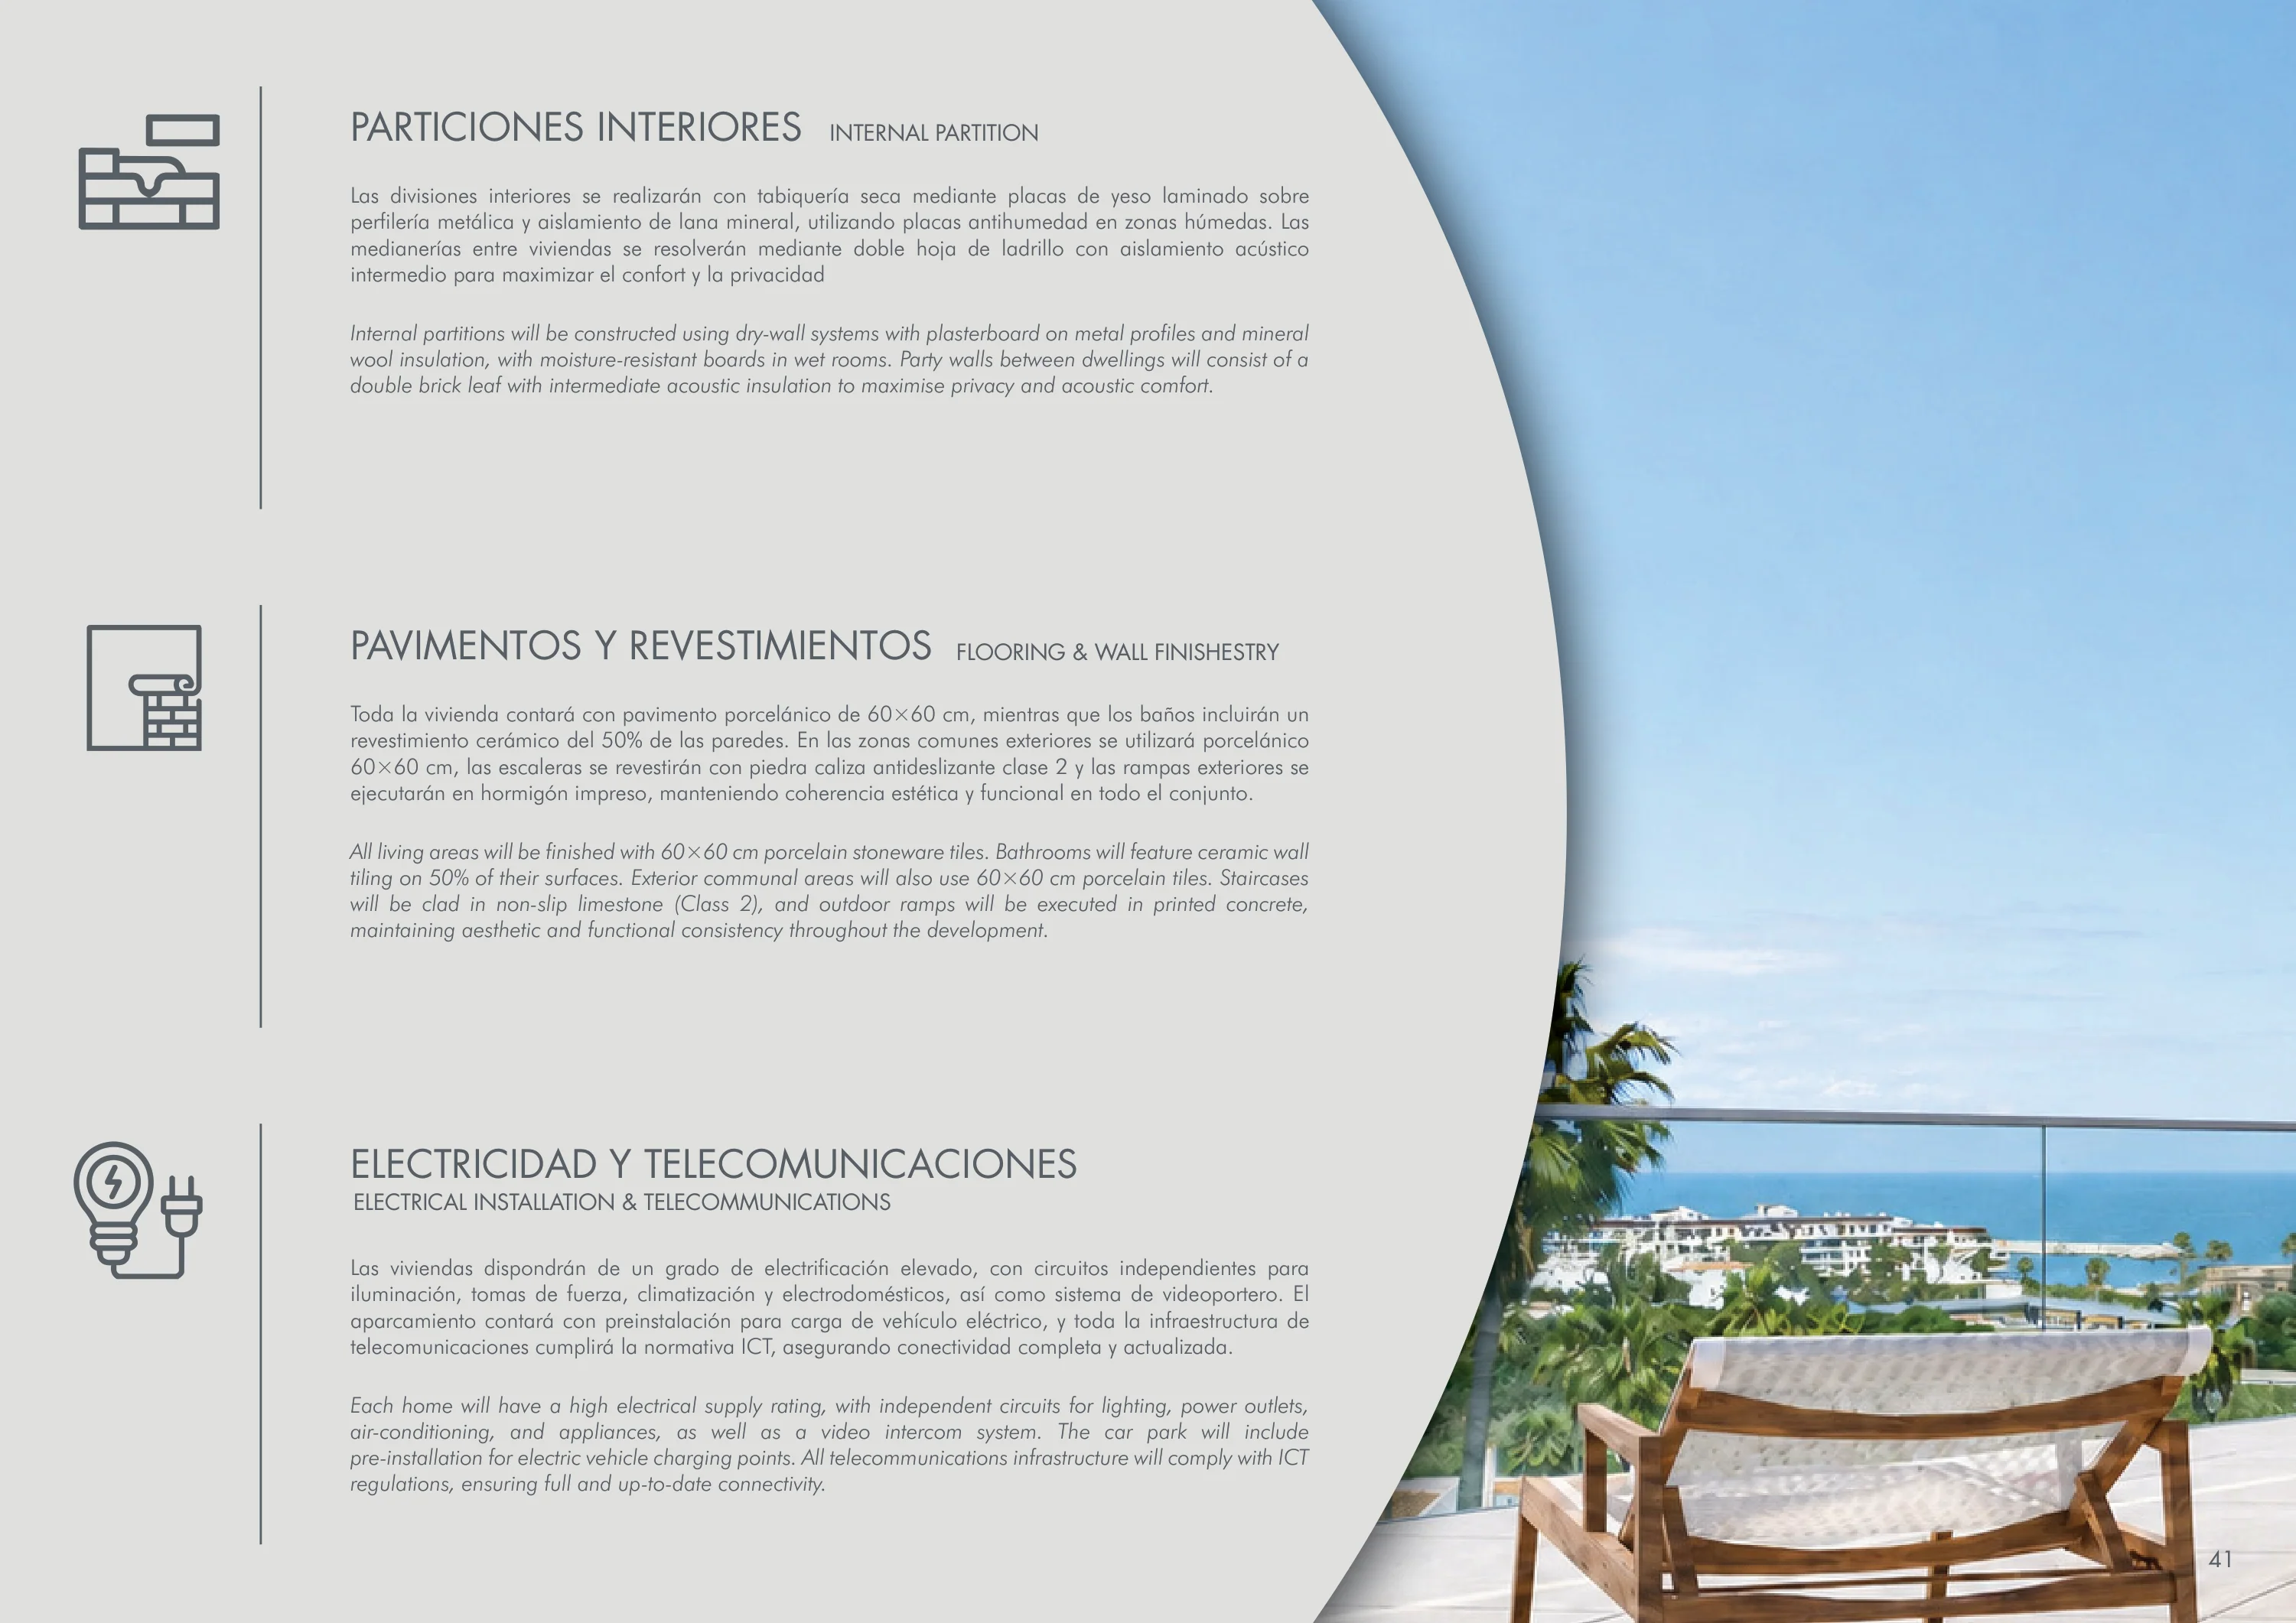 PARTICIONES INTERIORES INTERNAL PARTITION
Las divisiones interiores se realizarán con tabiquería seca mediante placas de yeso laminado sobre
perfilería metálica y aislamiento de lana mineral, utilizando placas antihumedad en zonas húmedas. Las
medianerías entre viviendas se resolverán mediante doble hoja de ladrillo con aislamiento acústico
intermedio para maximizar el confort y la privacidad
Internal partitions will be constructed using dry-wall systems with plasterboard on metal profiles and mineral
wool insulation, with moisture-resistant boards in wet rooms. Party walls between dwellings will consist of a
double brick leaf with intermediate acoustic insulation to maximise privacy and acoustic comfort.
PAVIMENTOS Y REVESTIMIENTOS FLOORING & WALL FINISHESTRY
Toda la vivienda contará con pavimento porcelánico de 60×60 cm, mientras que los baños incluirán un
revestimiento cerámico del 50% de las paredes. En las zonas comunes exteriores se utilizará porcelánico
60×60 cm, las escaleras se revestirán con piedra caliza antideslizante clase 2 y las rampas exteriores se
ejecutarán en hormigón impreso, manteniendo coherencia estética y funcional en todo el conjunto.
All living areas will be finished with 60×60 cm porcelain stoneware tiles. Bathrooms will feature ceramic wall
tiling on 50% of their surfaces. Exterior communal areas will also use 60×60 cm porcelain tiles. Staircases
will be clad in non-slip limestone (Class 2), and outdoor ramps will be executed in printed concrete,
maintaining aesthetic and functional consistency throughout the development.
ELECTRICIDAD Y TELECOMUNICACIONES
ELECTRICAL INSTALLATION & TELECOMMUNICATIONS
Las viviendas dispondrán de un grado de electrificación elevado, con circuitos independientes para
iluminación, tomas de fuerza, climatización y electrodomésticos, así como sistema de videoportero. El
aparcamiento contará con preinstalación para carga de vehículo eléctrico, y toda la infraestructura de
telecomunicaciones cumplirá la normativa ICT, asegurando conectividad completa y actualizada.
Each home will have a high electrical supply rating, with independent circuits for lighting, power outlets,
air-conditioning, and appliances, as well as a video intercom system. The car park will include
pre-installation for electric vehicle charging points. All telecommunications infrastructure will comply with ICT
regulations, ensuring full and up-to-date connectivity.
41